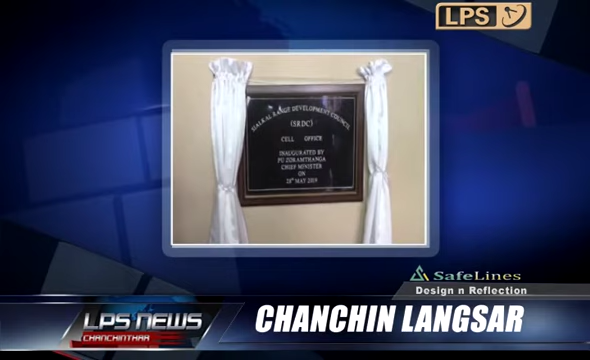 LPS
SIALKAL RANGE DEVELOPMENT COUNCIL
(SRDC)
CELL OFFICE
INAUGURATED BY
PU ZORAMTHANGA
CHIEF MINISTER
ON
28th MAY 2019
SafeLines
Design n Reflection
LPS NEWS
CHANCHINTHAR
CHANCHIN LANGSAR